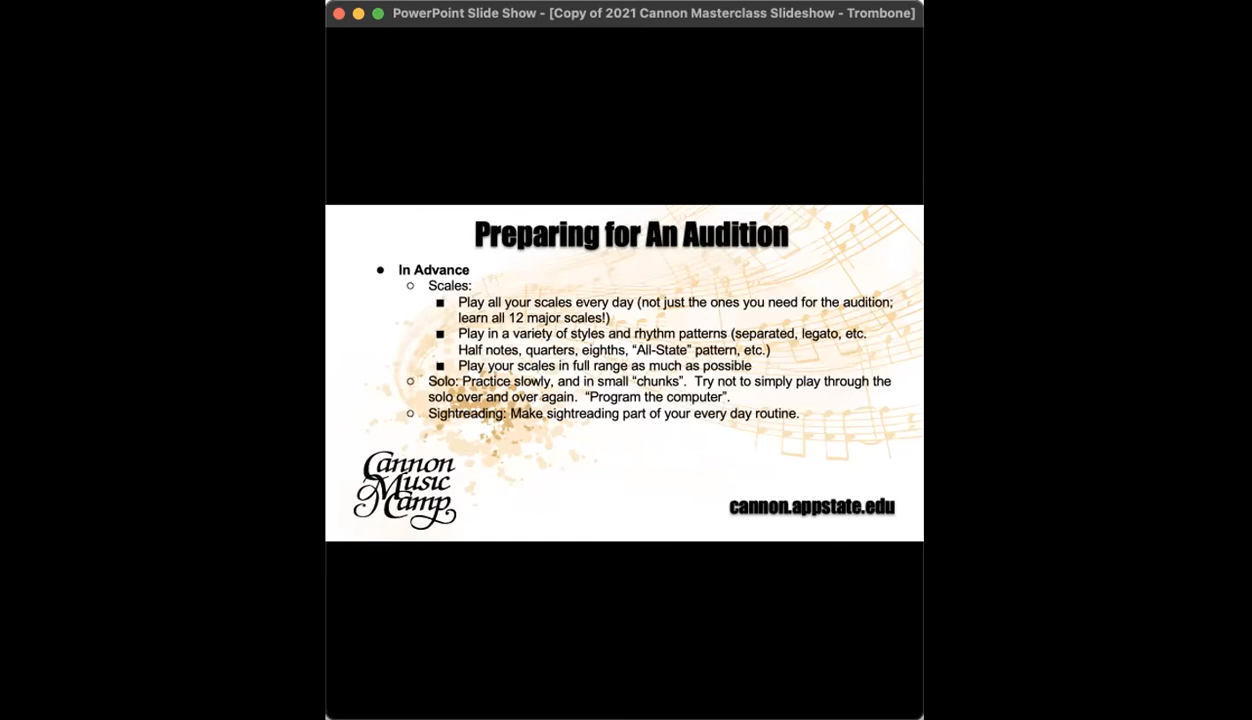 PowerPoint Slide Show - [Copy of 2021 Cannon Masterclass Slideshow - Trombone]
Preparing for An Audition
● In Advance
○ Scales:
■ Play all your scales every day (not just the ones you need for the audition;
learn all 12 major scales!)
■ Play in a variety of styles and rhythm patterns (separated, legato, etc.
Half notes, quarters, eighths, “All-State” pattern, etc.)
■ Play your scales in full range as much as possible
○ Solo: Practice slowly, and in small “chunks”. Try not to simply play through the
solo over and over again. “Program the computer”.
○ Sightreading: Make sightreading part of your every day routine.
Cannon
Music
Camp
cannon.appstate.edu